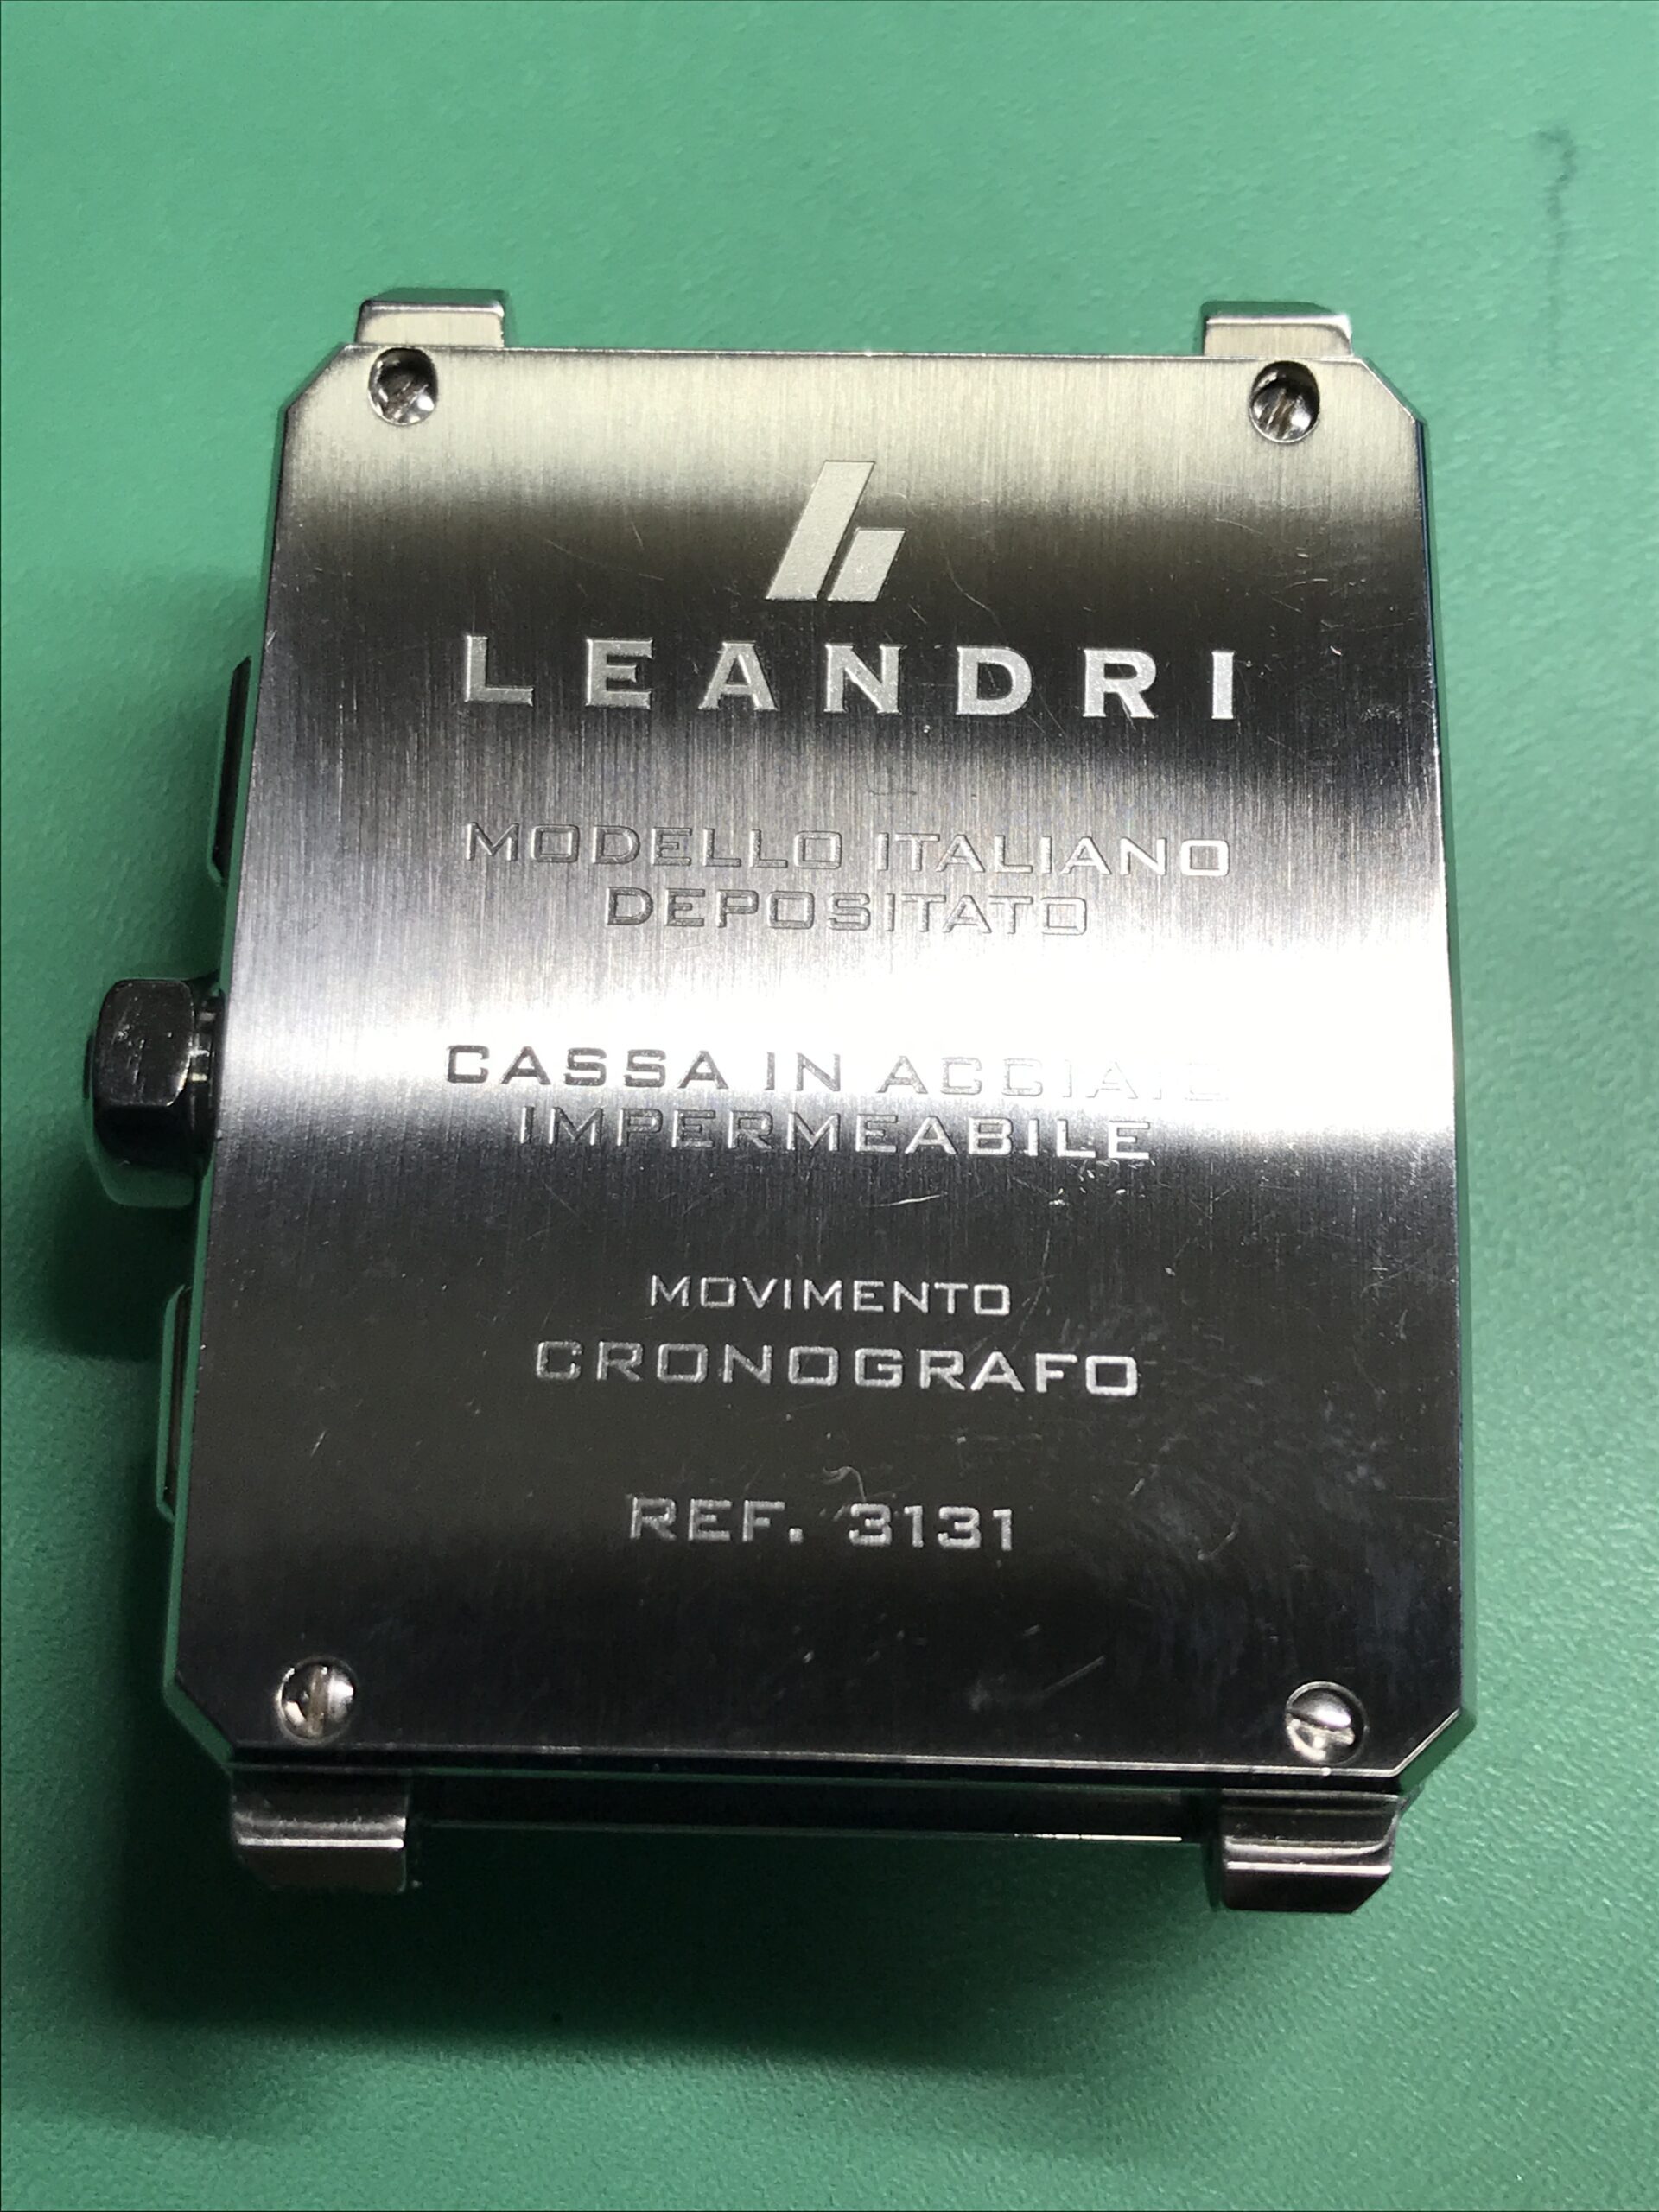 LEANDRI
MODELLO ITALIANO
DEPOSITATO
CASSA IN ACCIAIO
IMPERMEABILE
MOVIMENTO
CRONOGRAFO
REF. 3131